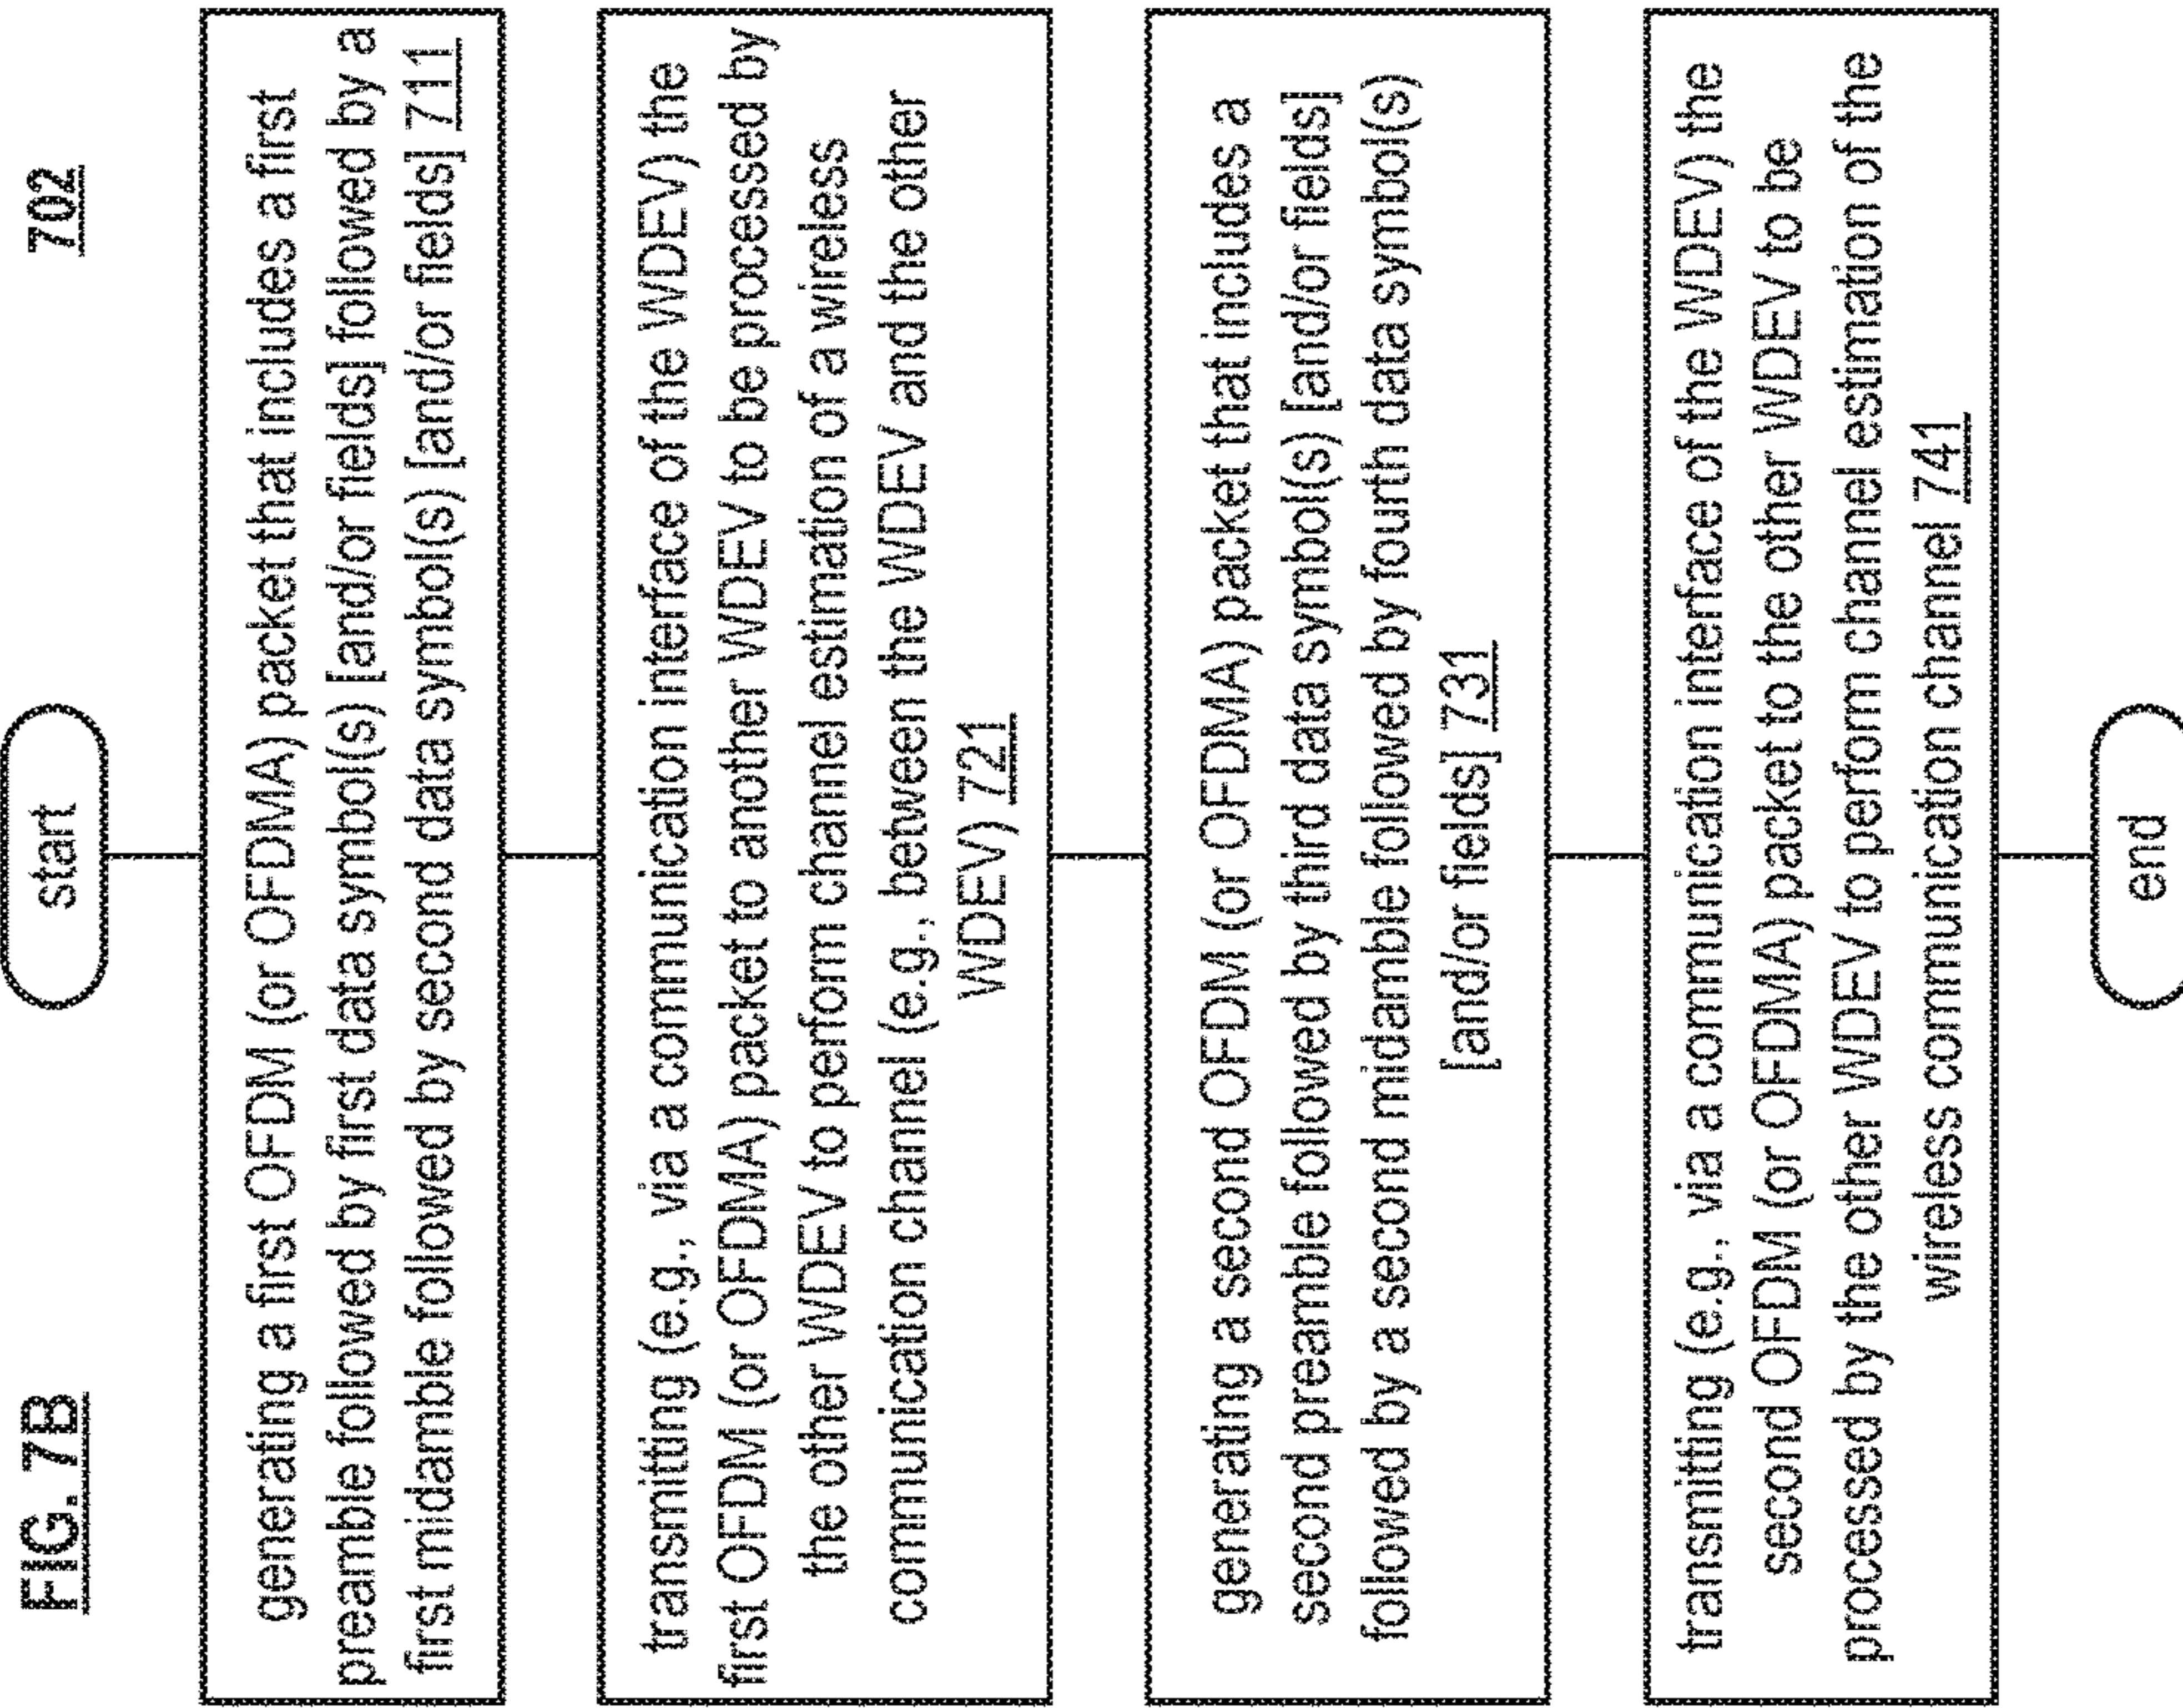 FIG. 7B
702
start
generating a first OFDM (or OFDMA) packet that includes a first
preamble followed by first data symbol(s) [and/or fields] followed by a
first midamble followed by second data symbol(s) [and/or fields] 711
transmitting (e.g., via a communication interface of the WDEV) the
first OFDM (or OFDMA) packet to another WDEV to be processed by
the other WDEV to perform channel estimation of a wireless
communication channel (e.g., between the WDEV and the other
WDEV) 721
generating a second OFDM (or OFDMA) packet that includes a
second preamble followed by third data symbol(s) [and/or fields]
followed by a second midamble followed by fourth data symbol(s)
[and/or fields] 731
transmitting (e.g., via a communication interface of the WDEV) the
second OFDM (or OFDMA) packet to the other WDEV to be
processed by the other WDEV to perform channel estimation of the
wireless communication channel 741
end